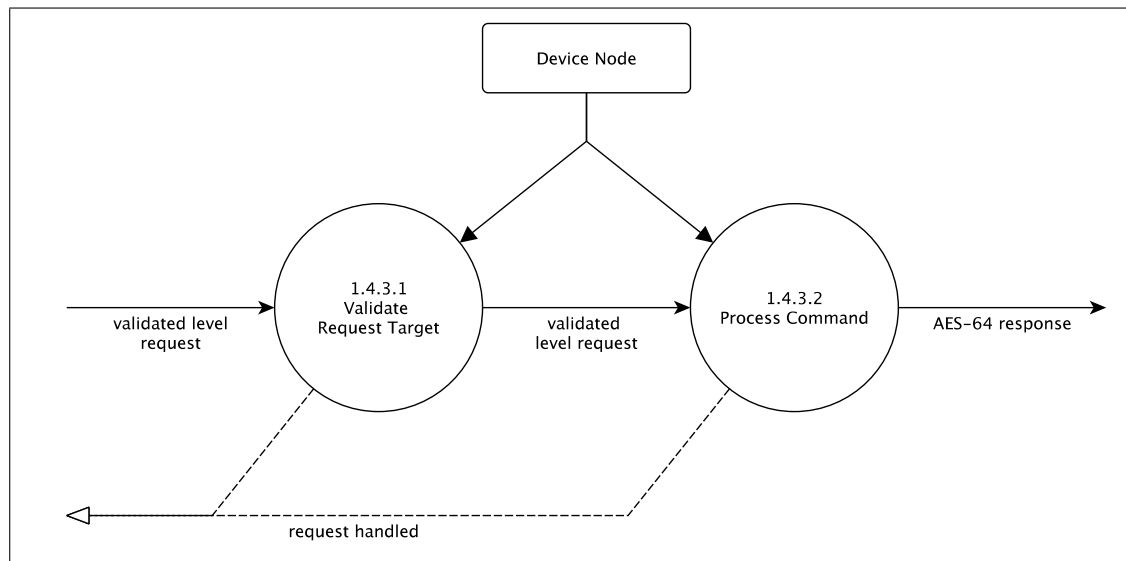 Device Node
1.4.3.1
Validate
Request Target
1.4.3.2
Process Command
validated level
request
validated
level request
AES-64 response
request handled